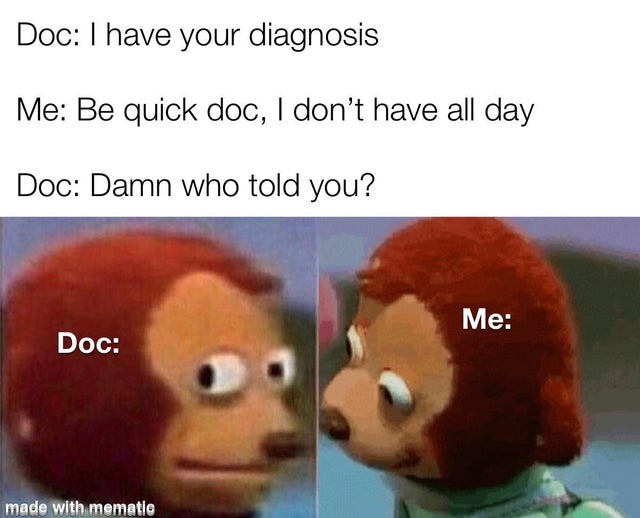 Doc: I have your diagnosis
Me: Be quick doc, I don’t have all day
Doc: Damn who told you?
Doc:
Me:
made with mematic